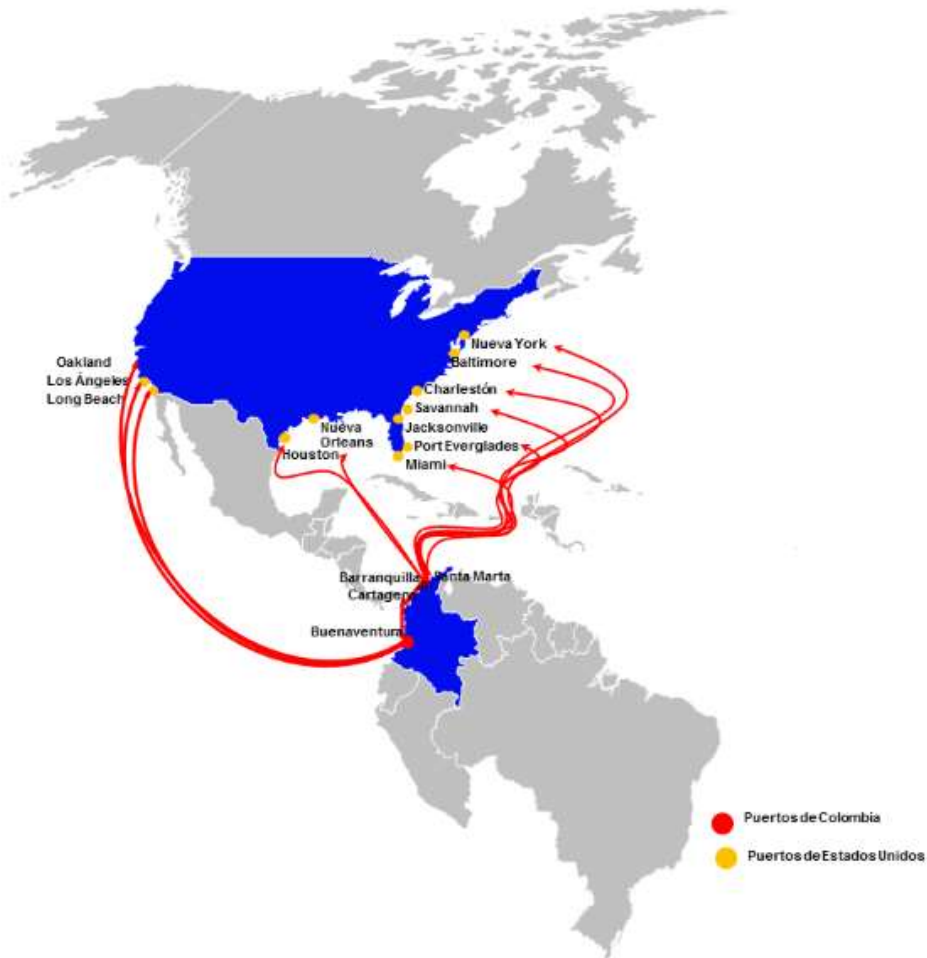 Nueva York
Baltimore
Oakland
Los Ángeles
Long Beach
Charlestón
Savannah
Nueva
Orleans
Jacksonville
Port Everglades
Houston
Miami
Barranquilla
Santa Marta
Cartagena
Buenaventura
Puertos de Colombia
Puertos de Estados Unidos